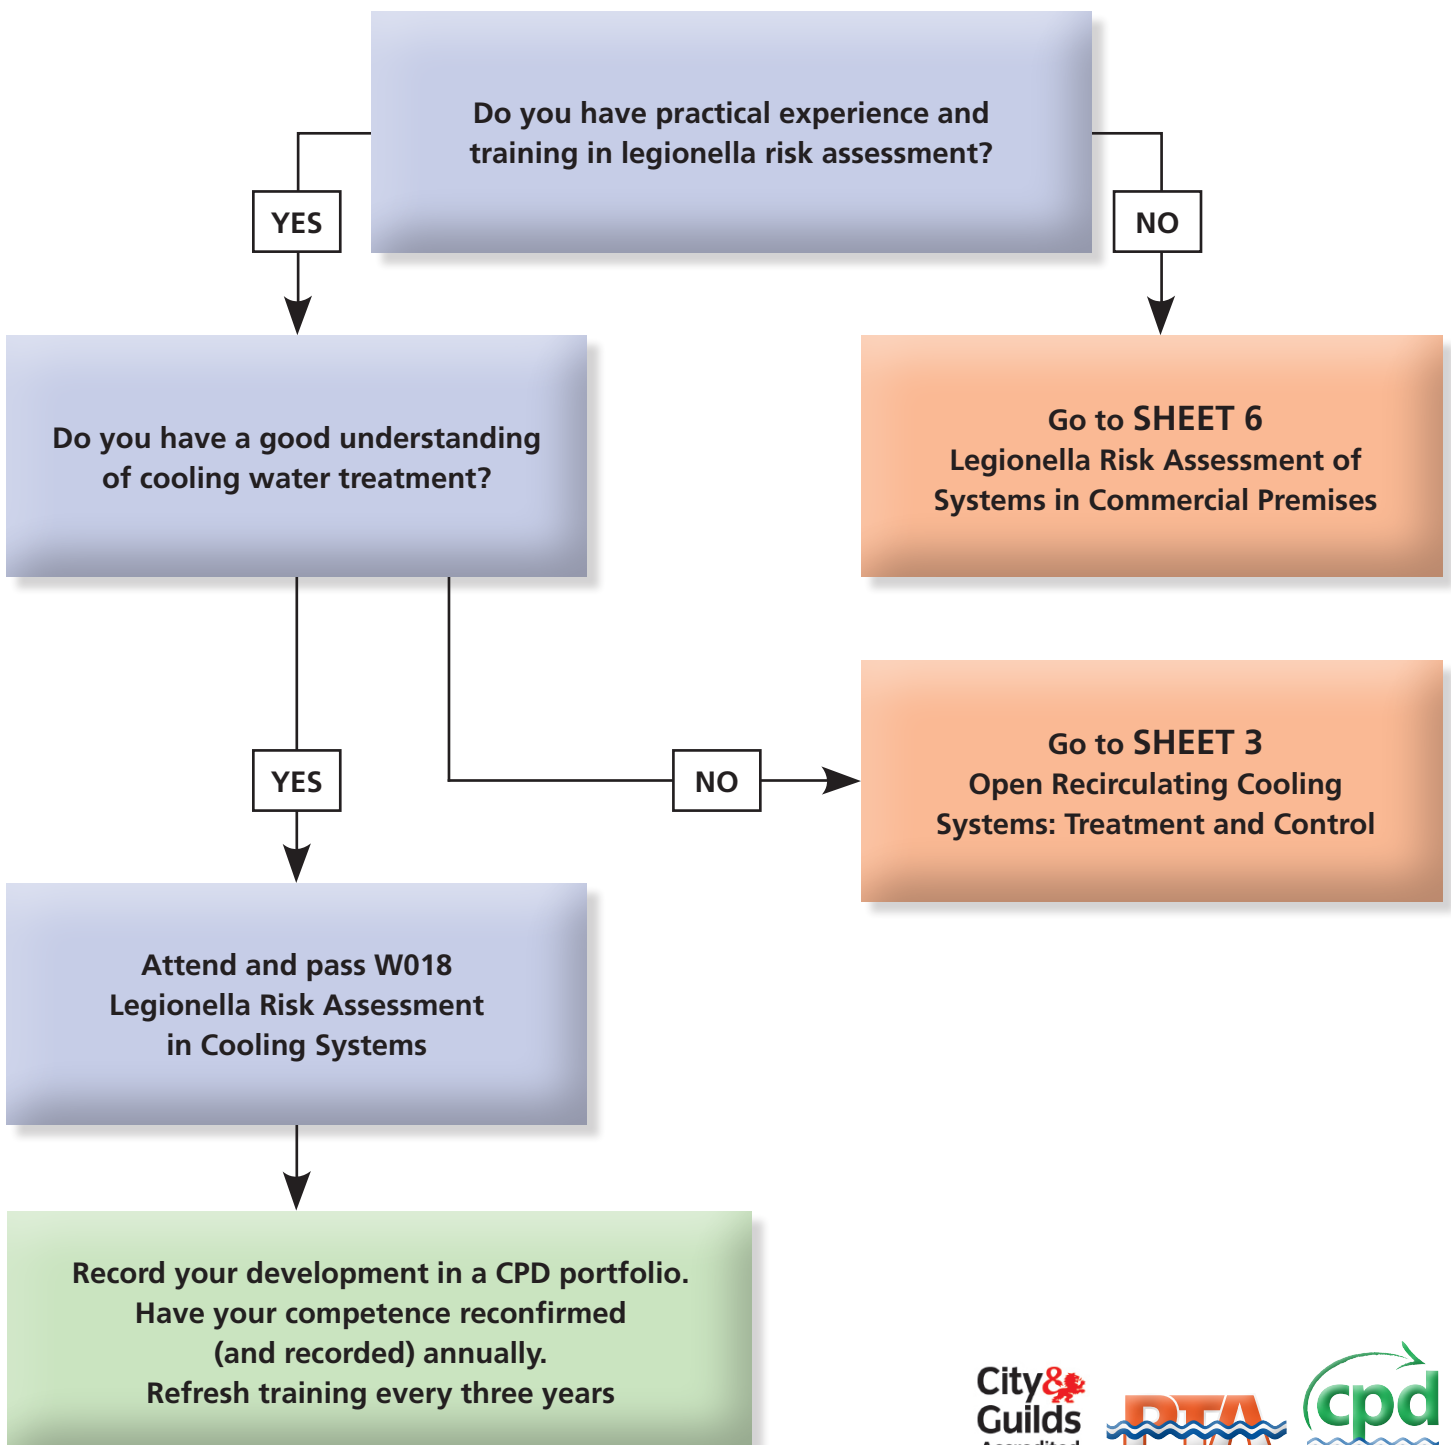 Do you have practical experience and
training in legionella risk assessment?
YES
NO
Do you have a good understanding
of cooling water treatment?
Go to SHEET 6
Legionella Risk Assessment of
Systems in Commercial Premises
YES
NO
Go to SHEET 3
Open Recirculating Cooling
Systems: Treatment and Control
Attend and pass W018
Legionella Risk Assessment
in Cooling Systems
Record your development in a CPD portfolio.
Have your competence reconfirmed
(and recorded) annually.
Refresh training every three years
City&
Guilds
Accredited
PTA
cpd